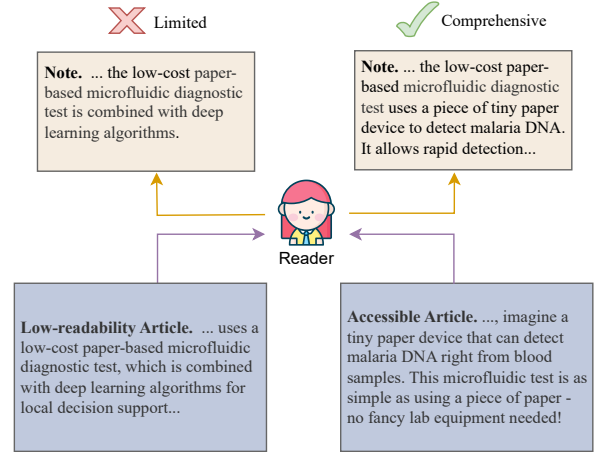 Limited
Comprehensive
Note. ... the low-cost paper-
based microfluidic diagnostic
test is combined with deep
learning algorithms.
Note. ... the low-cost paper-
based microfluidic diagnostic
test uses a piece of tiny paper
device to detect malaria DNA.
It allows rapid detection...
Reader
Low-readability Article. ... uses a
low-cost paper-based microfluidic
diagnostic test, which is combined
with deep learning algorithms for
local decision support...
Accessible Article. ..., imagine a
tiny paper device that can detect
malaria DNA right from blood
samples. This microfluidic test is as
simple as using a piece of paper -
no fancy lab equipment needed!